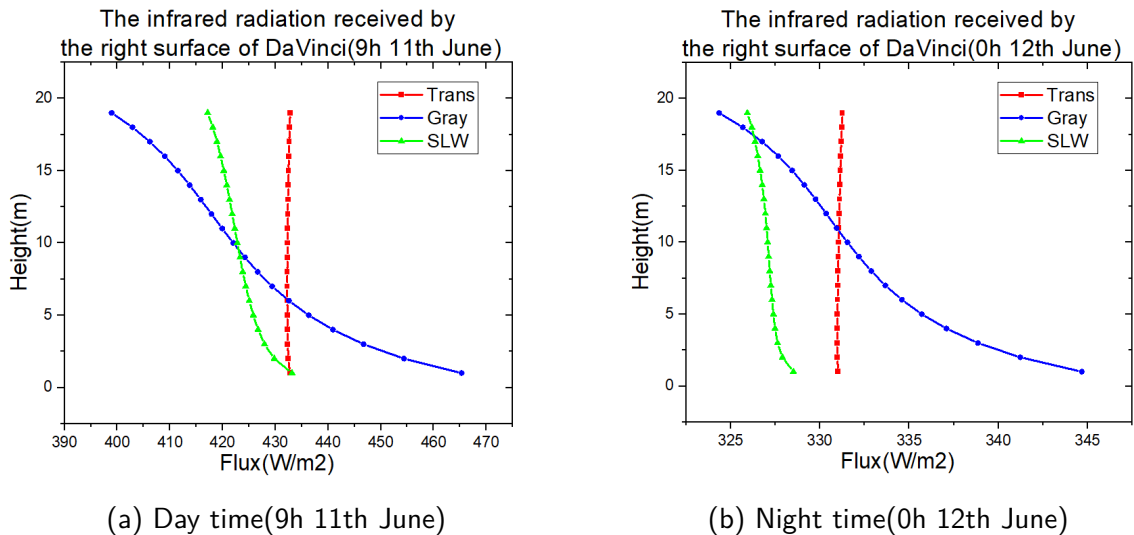 The infrared radiation received by
the right surface of DaVinci(9h 11th June)
Trans
Gray
SLW
Height(m)
20
15
10
5
0
390 400 410 420 430 440 450 460 470
Flux(W/m2)
(a) Day time(9h 11th June)
The infrared radiation received by
the right surface of DaVinci(0h 12th June)
Trans
Gray
SLW
Height(m)
20
15
10
5
0
325 330 335 340 345
Flux(W/m2)
(b) Night time(0h 12th June)